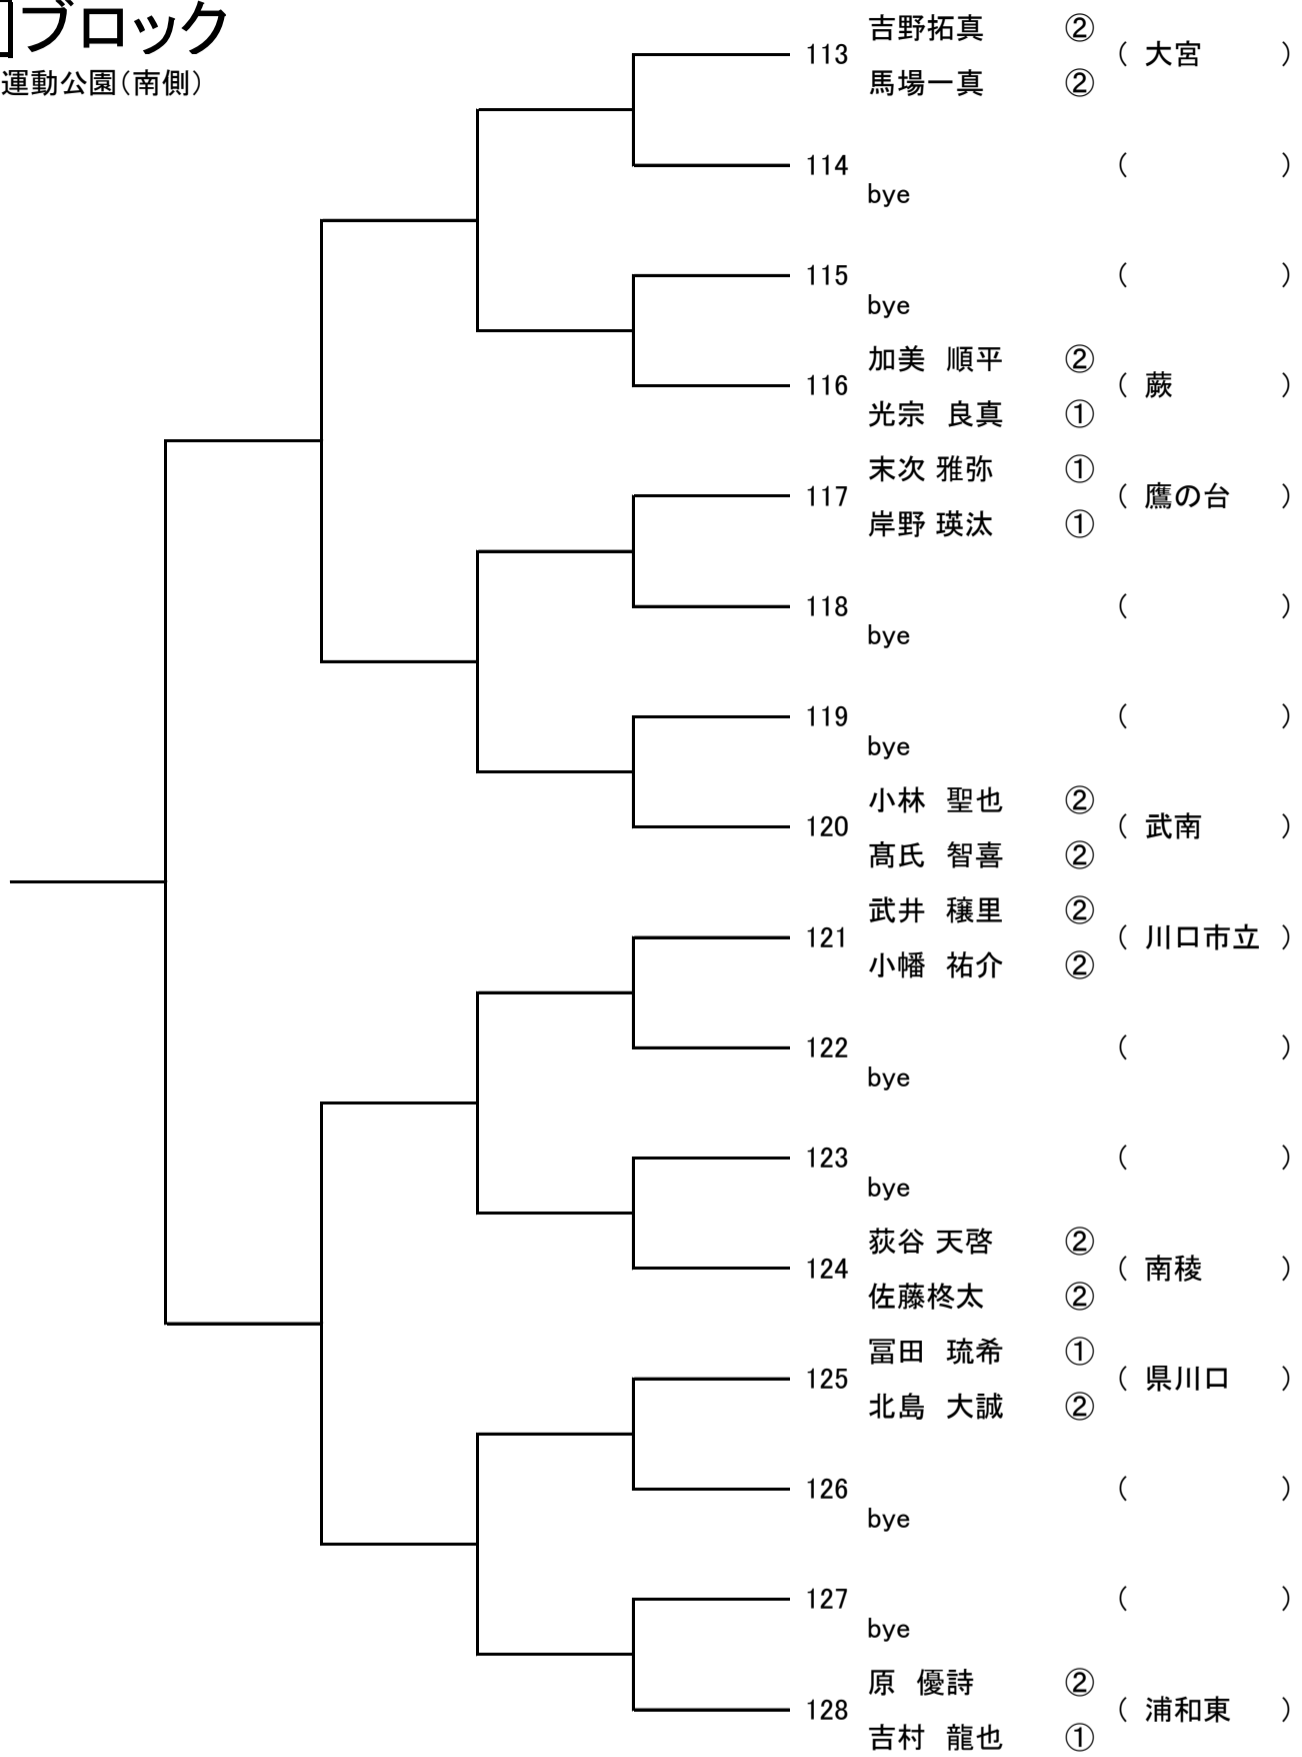 ブロック
運動公園(南側)
吉野拓真 ②
113 ( 大宮 )
馬場一真 ②
114 ( )
bye
115 ( )
bye
加美 順平 ②
116 ( 蕨 )
光宗 良真 ①
末次 雅弥 ①
117 ( 鷹の台 )
岸野 瑛汰 ①
118 ( )
bye
119 ( )
bye
小林 聖也 ②
120 ( 武南 )
髙氏 智喜 ②
武井 穣里 ②
121 ( 川口市立 )
小幡 祐介 ②
122 ( )
bye
123 ( )
bye
荻谷 天啓 ②
124 ( 南稜 )
佐藤柊太 ②
冨田 琉希 ①
125 ( 県川口 )
北島 大誠 ②
126 ( )
bye
127 ( )
bye
原 優詩 ②
128 ( 浦和東 )
吉村 龍也 ①